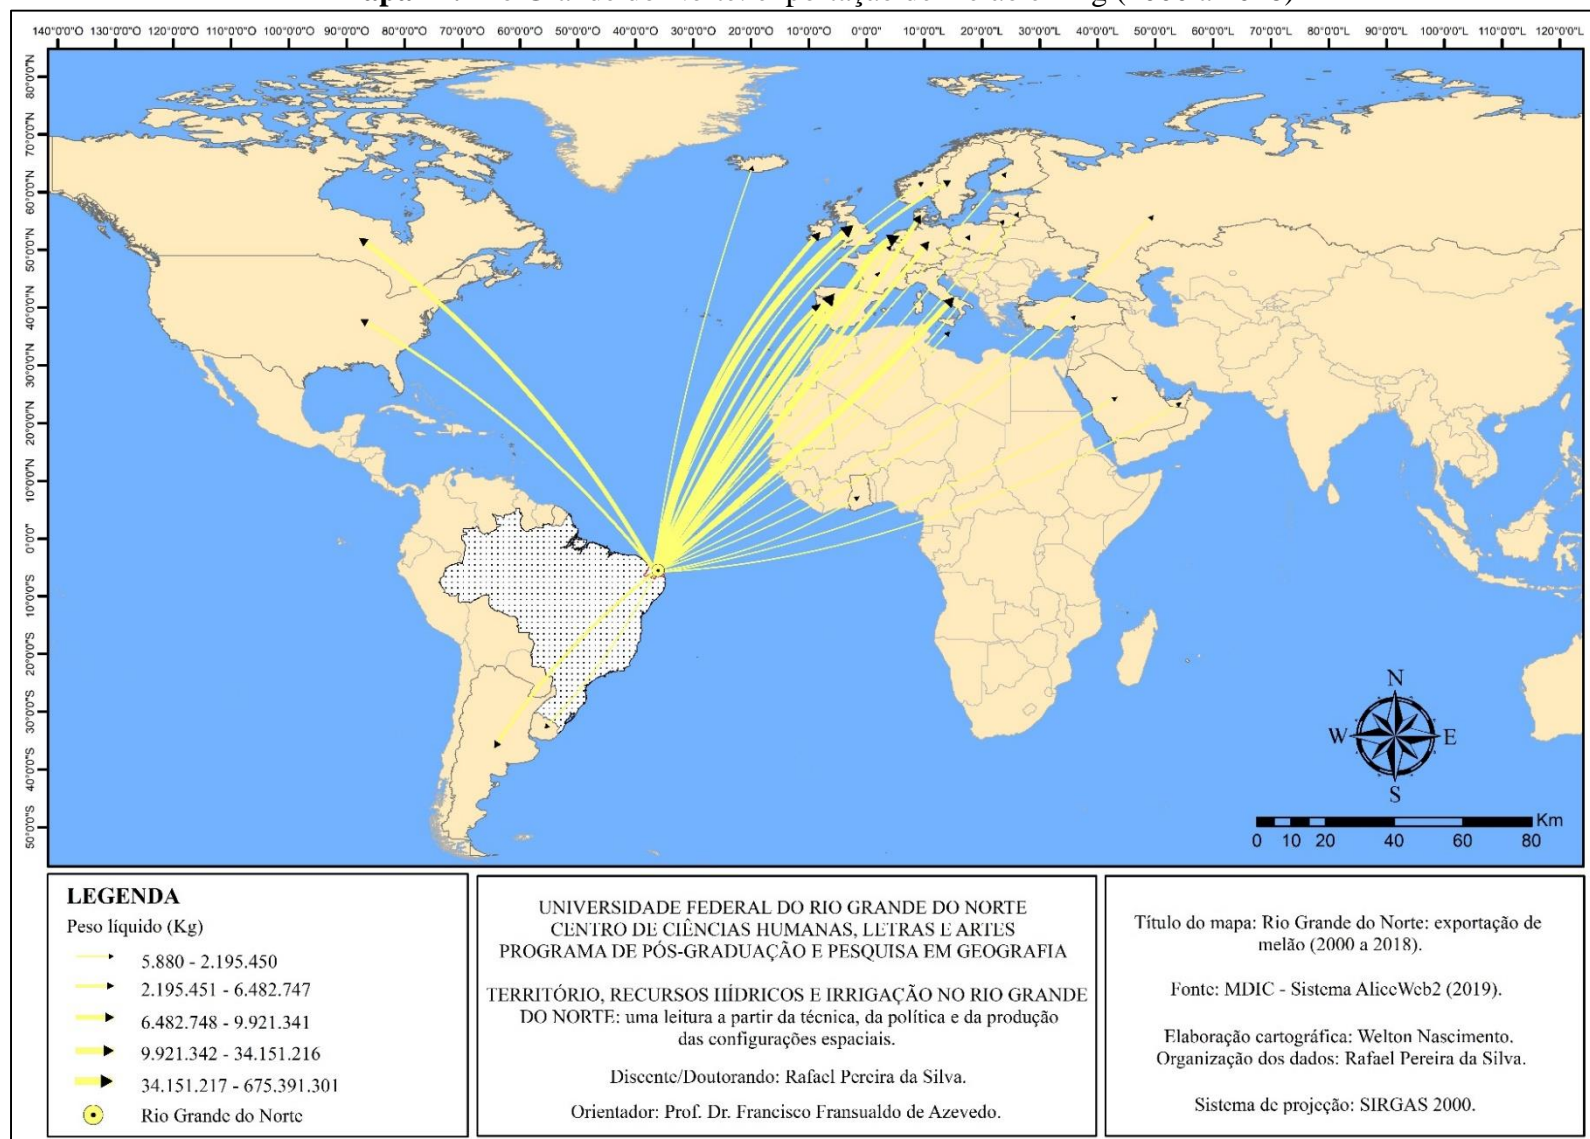 140°0'0"O 130°0'0"O 120°0'0"O 110°0'0"O 100°0'0"O 90°0'0"O 80°0'0"O 70°0'0"O 60°0'0"O 50°0'0"O 40°0'0"O 30°0'0"O 20°0'0"O 10°0'0"O 0°0'0"L 10°0'0"L 20°0'0"L 30°0'0"L 40°0'0"L 50°0'0"L 60°0'0"L 70°0'0"L 80°0'0"L 90°0'0"L 100°0'0"L 110°0'0"L 120°0'0"L
80°0'0"N
70°0'0"N
60°0'0"N
50°0'0"N
40°0'0"N
30°0'0"N
20°0'0"N
10°0'0"N
0°0'0"
10°0'0"S
20°0'0"S
30°0'0"S
40°0'0"S
50°0'0"S
N
W E
S
Km
0 10 20 40 60 80
LEGENDA
Peso líquido (Kg)
5.880 - 2.195.450
2.195.451 - 6.482.747
6.482.748 - 9.921.341
9.921.342 - 34.151.216
34.151.217 - 675.391.301
Rio Grande do Norte
UNIVERSIDADE FEDERAL DO RIO GRANDE DO NORTE
CENTRO DE CIÊNCIAS HUMANAS, LETRAS E ARTES
PROGRAMA DE PÓS-GRADUAÇÃO E PESQUISA EM GEOGRAFIA
TERRITÓRIO, RECURSOS HÍDRICOS E IRRIGAÇÃO NO RIO GRANDE
DO NORTE: uma leitura a partir da técnica, da política e da produção
das configurações espaciais.
Discente/Doutorando: Rafael Pereira da Silva.
Orientador: Prof. Dr. Francisco Fransualdo de Azevedo.
Título do mapa: Rio Grande do Norte: exportação de
melão (2000 a 2018).
Fonte: MDIC - Sistema AliceWeb2 (2019).
Elaboração cartográfica: Welton Nascimento.
Organização dos dados: Rafael Pereira da Silva.
Sistema de projeção: SIRGAS 2000.